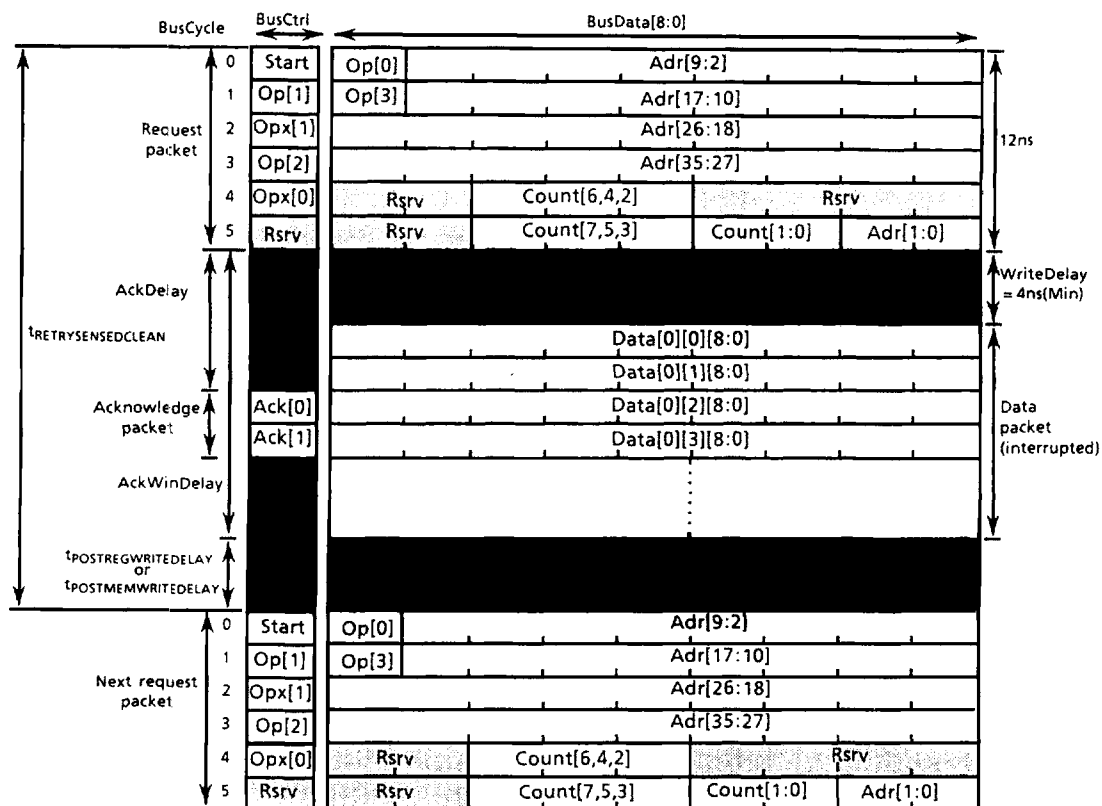 BusCycle BusCtrl BusData[8:0]
0 Start Op[0] Adr[9:2]
1 Op[1] Op[3] Adr[17:10]
Request packet
2 Opx[1] Adr[26:18]
12ns
3 Op[2] Adr[35:27]
4 Opx[0] Rsrv Count[6,4,2] Rsrv
5 Rsrv Rsrv Count[7,5,3] Count[1:0] Adr[1:0]
AckDelay
WriteDelay
= 4ns(Min)
tRETRYSENSEDCLEAN
Data[0][0][8:0]
Data[0][1][8:0]
Acknowledge
packet
Ack[0] Data[0][2][8:0]
Ack[1] Data[0][3][8:0]
Data
packet
(interrupted)
AckWinDelay
tPOSTREGWRITEDELAY
or
tPOSTMEMWRITEDELAY
0 Start Op[0] Adr[9:2]
1 Op[1] Op[3] Adr[17:10]
Next request
packet
2 Opx[1] Adr[26:18]
3 Op[2] Adr[35:27]
4 Opx[0] Rsrv Count[6,4,2] Rsrv
5 Rsrv Rsrv Count[7,5,3] Count[1:0] Adr[1:0]